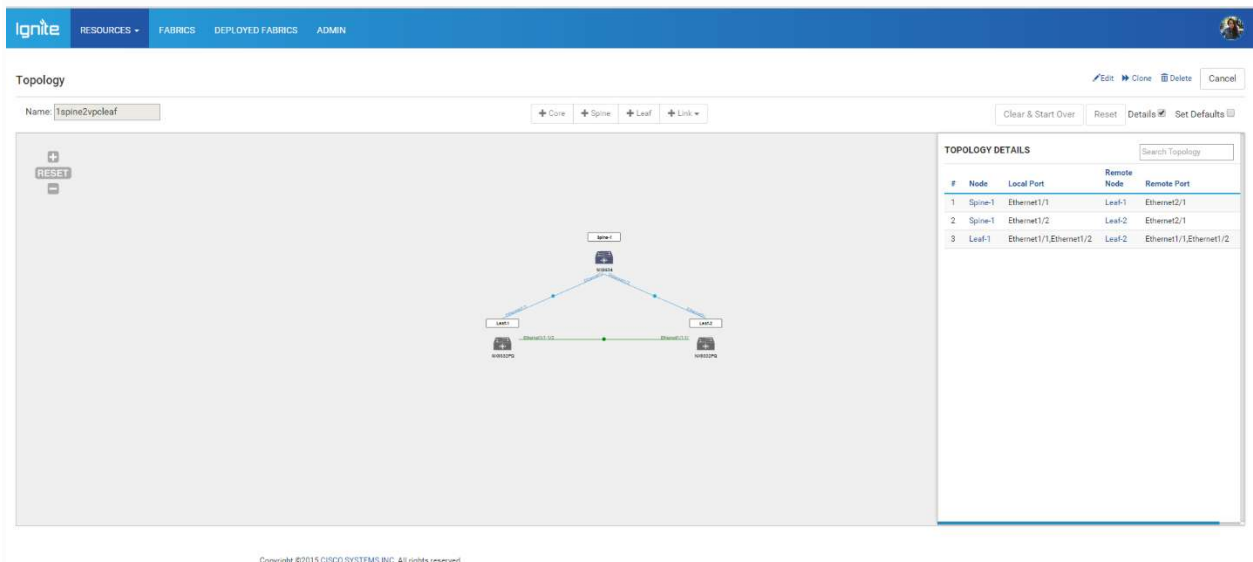 Ignite RESOURCES FABRICS DEPLOYED FABRICS ADMIN
Topology
Edit Clone Delete Cancel
Name: 1spine2vpcleaf
+ Core + Spine + Leaf + Link
Clear & Start Over Reset Details Set Defaults
RESET
Spine-1
Leaf-1
Leaf-2
TOPOLOGY DETAILS Search Topology
# Node Local Port Remote Node Remote Port
1 Spine-1 Ethernet1/1 Leaf-1 Ethernet2/1
2 Spine-1 Ethernet1/2 Leaf-2 Ethernet2/1
3 Leaf-1 Ethernet1/1,Ethernet1/2 Leaf-2 Ethernet1/1,Ethernet1/2
Copyright ©2015 CISCO SYSTEMS INC. All rights reserved